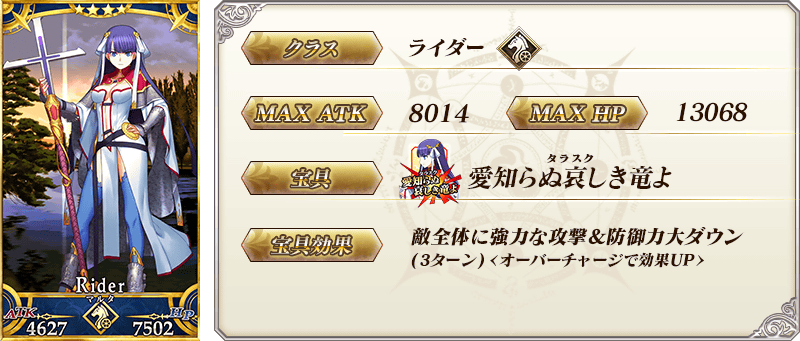 Rider
マルタ
ATK
HP
4627
7502
クラス
ライダー
MAX ATK
8014
MAX HP
13068
宝具
タラスク
愛知らぬ
哀しき竜よ
タラスク
愛知らぬ哀しき竜よ
宝具効果
敵全体に強力な攻撃&防御力大ダウン
(3ターン)<オーバーチャージで効果UP>